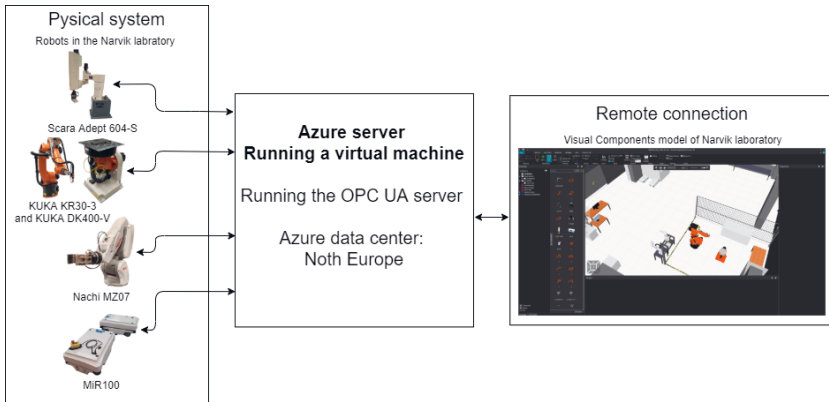 Pysical system
Robots in the Narvik labratory
Scara Adept 604-S
KUKA KR30-3
and KUKA DK400-V
Nachi MZ07
MiR100
Azure server
Running a virtual machine
Running the OPC UA server
Azure data center:
Noth Europe
Remote connection
Visual Components model of Narvik laboratory